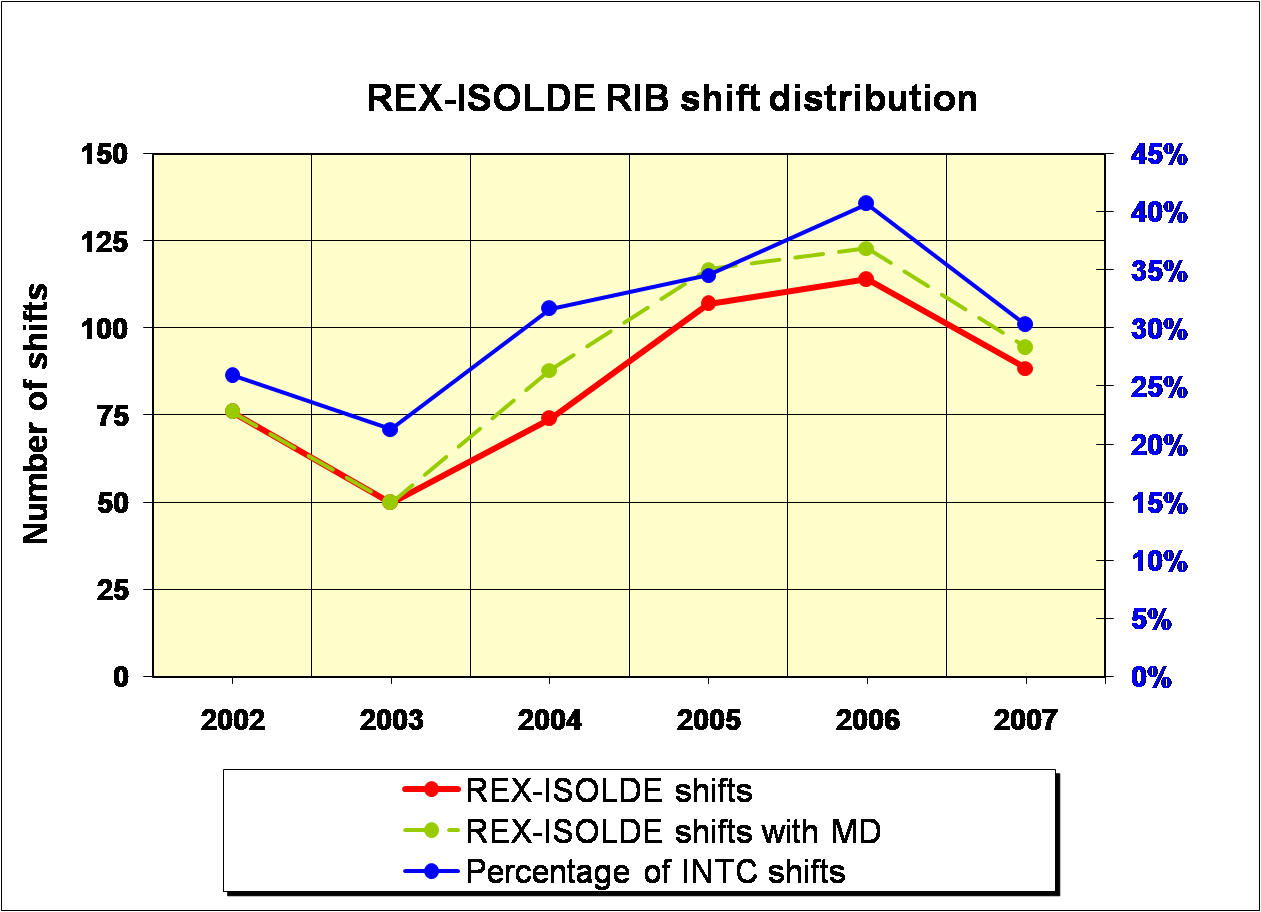 REX-ISOLDE RIB shift distribution
150
125
100
75
50
25
0
Number of shifts
45%
40%
35%
30%
25%
20%
15%
10%
5%
0%
2002 2003 2004 2005 2006 2007
REX-ISOLDE shifts
REX-ISOLDE shifts with MD
Percentage of INTC shifts